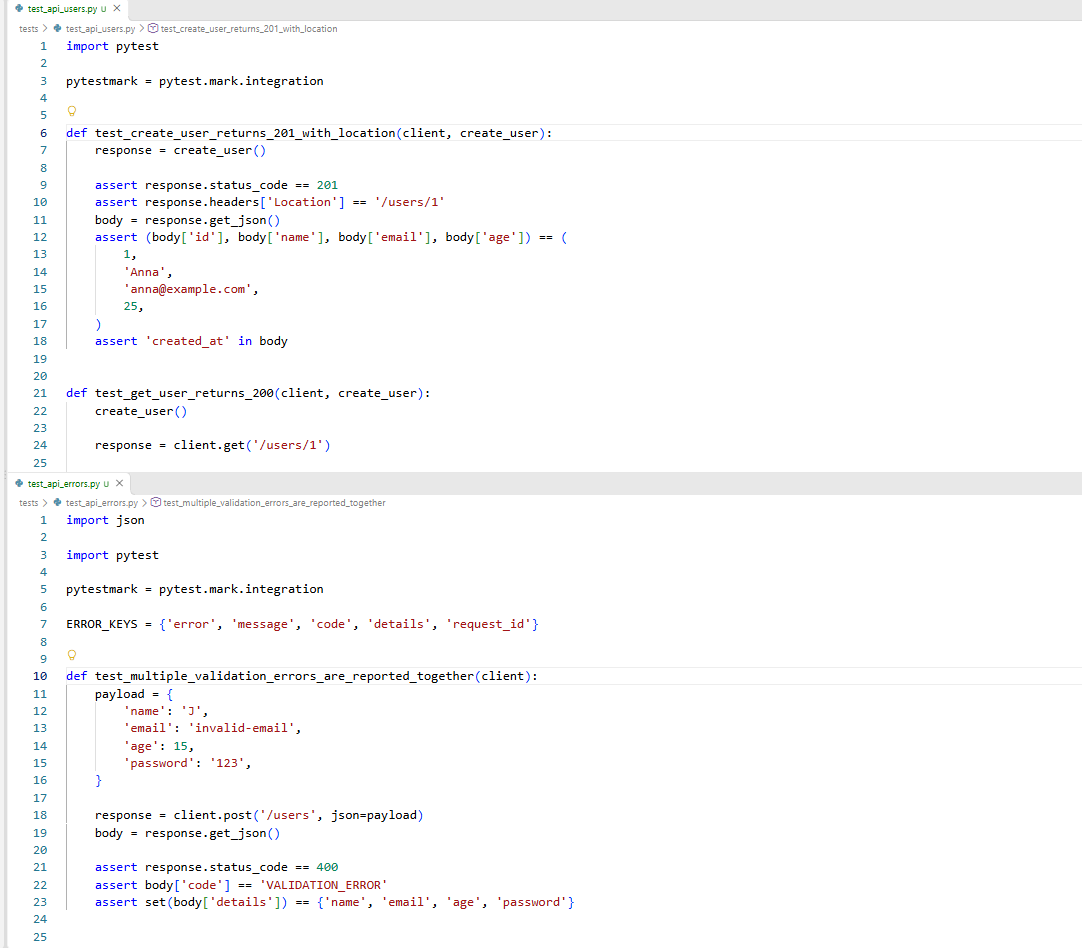 test_api_users.py U ×
tests > test_api_users.py > test_create_user_returns_201_with_location
1 import pytest
2
3 pytestmark = pytest.mark.integration
4
5
6 def test_create_user_returns_201_with_location(client, create_user):
7     response = create_user()
8
9     assert response.status_code == 201
10     assert response.headers['Location'] == '/users/1'
11     body = response.get_json()
12     assert (body['id'], body['name'], body['email'], body['age']) == (
13         1,
14         'Anna',
15         'anna@example.com',
16         25,
17     )
18     assert 'created_at' in body
19
20
21 def test_get_user_returns_200(client, create_user):
22     create_user()
23
24     response = client.get('/users/1')
25
test_api_errors.py U ×
tests > test_api_errors.py > test_multiple_validation_errors_are_reported_together
1 import json
2
3 import pytest
4
5 pytestmark = pytest.mark.integration
6
7 ERROR_KEYS = {'error', 'message', 'code', 'details', 'request_id'}
8
9
10 def test_multiple_validation_errors_are_reported_together(client):
11     payload = {
12         'name': 'J',
13         'email': 'invalid-email',
14         'age': 15,
15         'password': '123',
16     }
17
18     response = client.post('/users', json=payload)
19     body = response.get_json()
20
21     assert response.status_code == 400
22     assert body['code'] == 'VALIDATION_ERROR'
23     assert set(body['details']) == {'name', 'email', 'age', 'password'}
24
25